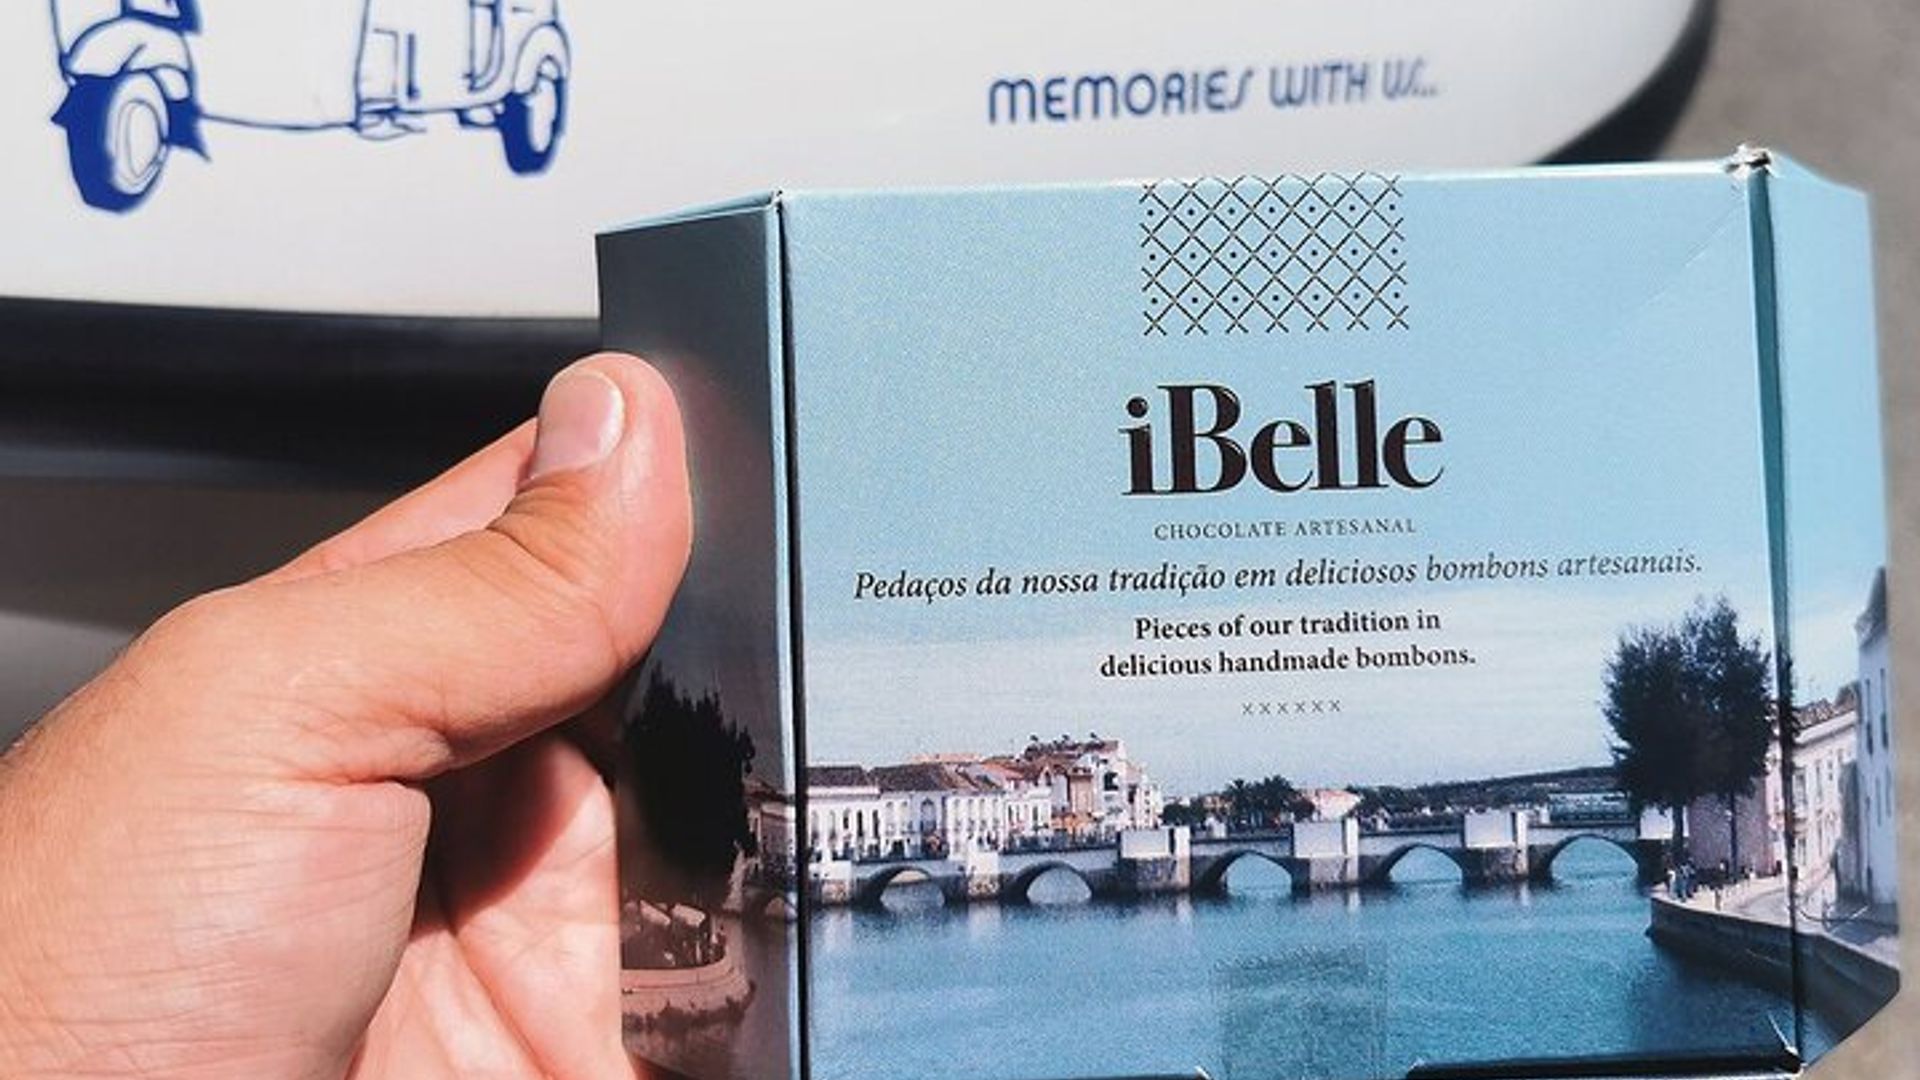 MEMORIES WITH US...
iBelle
CHOCOLATE ARTESANAL
Pedaços da nossa tradição em deliciosos bombons artesanais.
Pieces of our tradition in
delicious handmade bombons.
xxxxxx